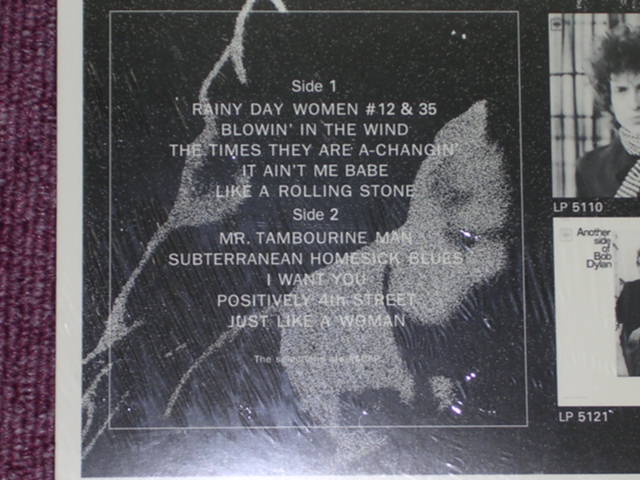 Side 1
RAINY DAY WOMEN #12 & 35
BLOWIN' IN THE WIND
THE TIMES THEY ARE A-CHANGIN'
IT AIN'T ME BABE
LIKE A ROLLING STONE
Side 2
MR. TAMBOURINE MAN
SUBTERRANEAN HOMESICK BLUES
I WANT YOU
POSITIVELY 4th STREET
JUST LIKE A WOMAN
The
LP 5110
Another
side
of
Bob
Dylan
LP 5121